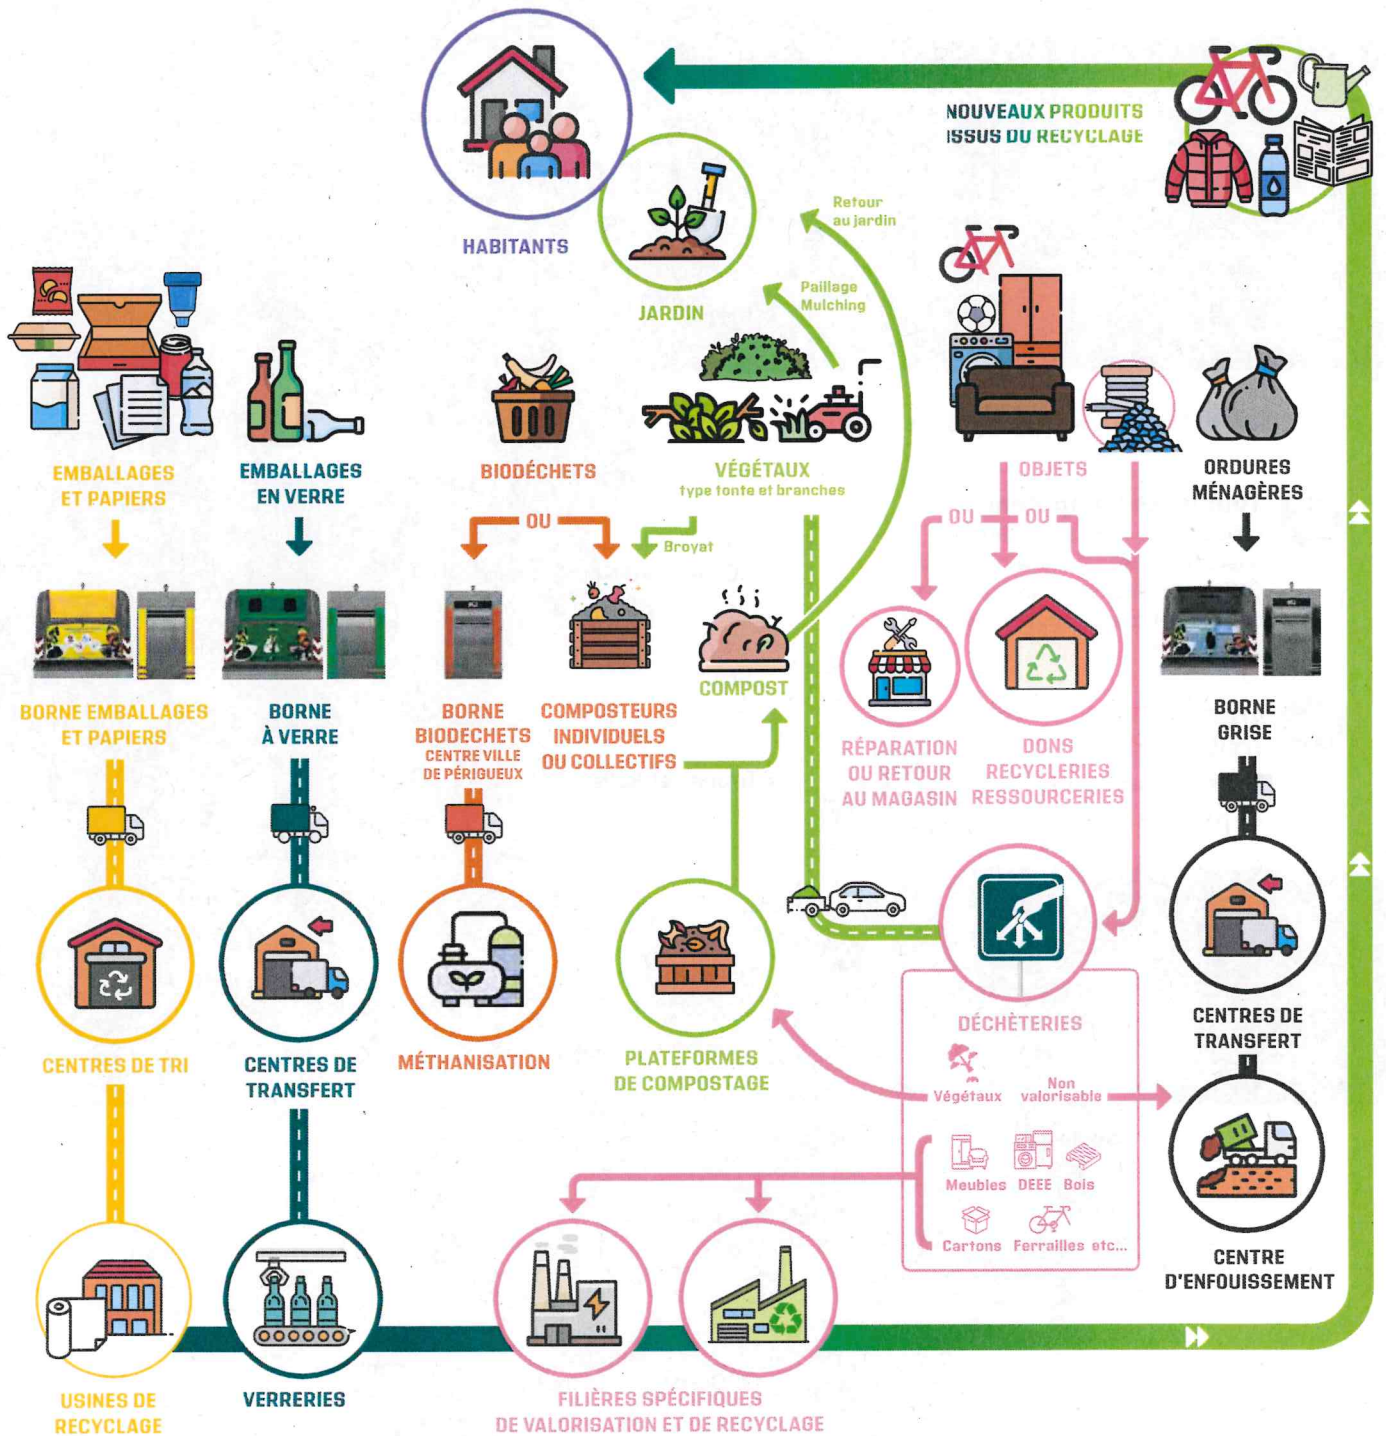 NOUVEAUX PRODUITS
ISSUS DU RECYCLAGE
HABITANTS
Retour
au jardin
JARDIN
Paillage
Mulching
EMBALLAGES
ET PAPIERS
EMBALLAGES
EN VERRE
BIODÉCHETS
VÉGÉTAUX
type tonte et branches
OBJETS
ORDURES
MÉNAGÈRES
OU
Broyat
OU
OU
BORNE EMBALLAGES
ET PAPIERS
BORNE
À VERRE
BORNE
BIODECHETS
CENTRE VILLE
DE PÉRIGUEUX
COMPOSTEURS
INDIVIDUELS
OU COLLECTIFS
COMPOST
RÉPARATION
OU RETOUR
AU MAGASIN
DONS
RECYCLERIES
RESSOURCERIES
BORNE
GRISE
CENTRES DE TRI
CENTRES DE
TRANSFERT
MÉTHANISATION
PLATEFORMES
DE COMPOSTAGE
DÉCHÈTERIES
CENTRES DE
TRANSFERT
Végétaux
Non
valorisable
Meubles
DEEE
Bois
Cartons
Ferrailles etc...
CENTRE
D'ENFOUISSEMENT
USINES DE
RECYCLAGE
VERRERIES
FILIÈRES SPÉCIFIQUES
DE VALORISATION ET DE RECYCLAGE